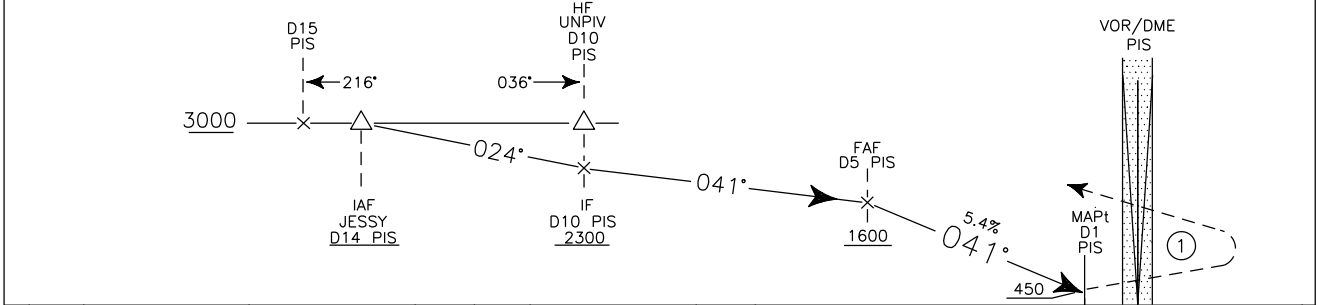 D15
PIS
216°
HF
UNPIV
D10
PIS
036°
VOR/DME
PIS
3000
024°
041°
FAF
D5 PIS
IAF
JESSY
D14 PIS
IF
D10 PIS
2300
1600
5.4%
041°
MAPt
D1
PIS
1
450